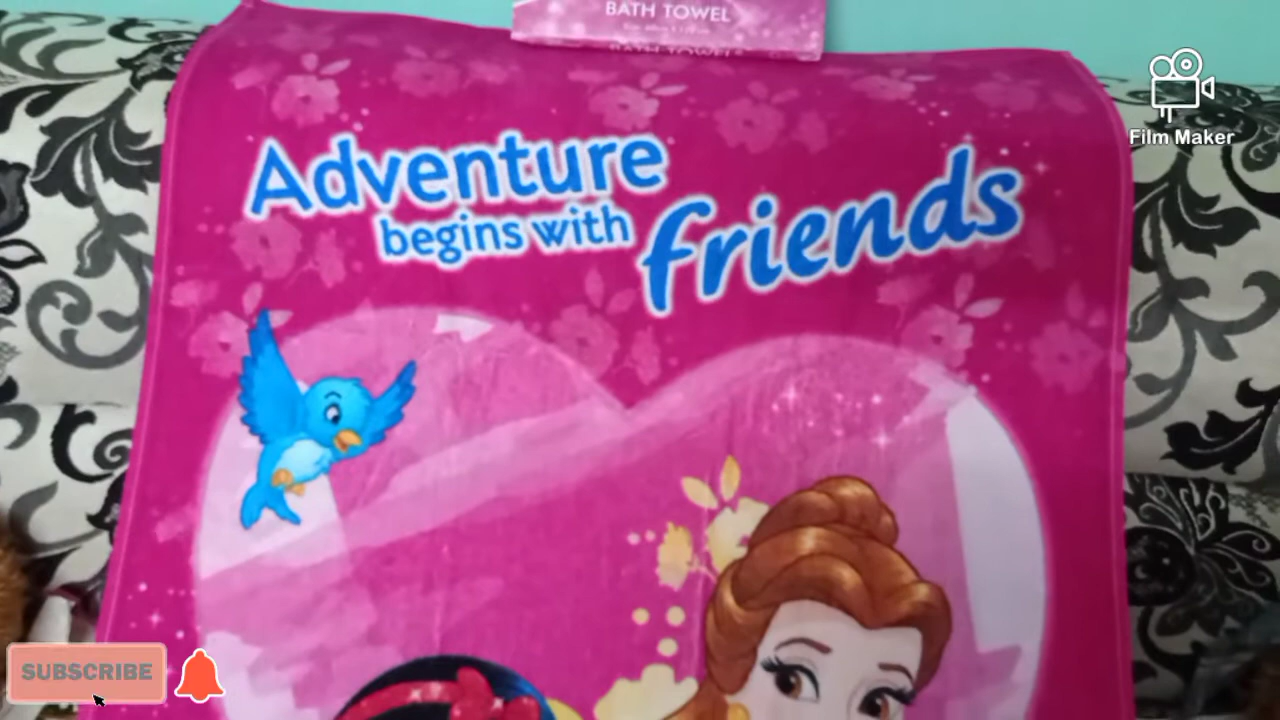 BATH TOWEL
Adventure
begins with
friends
Film Maker
SUBSCRIBE